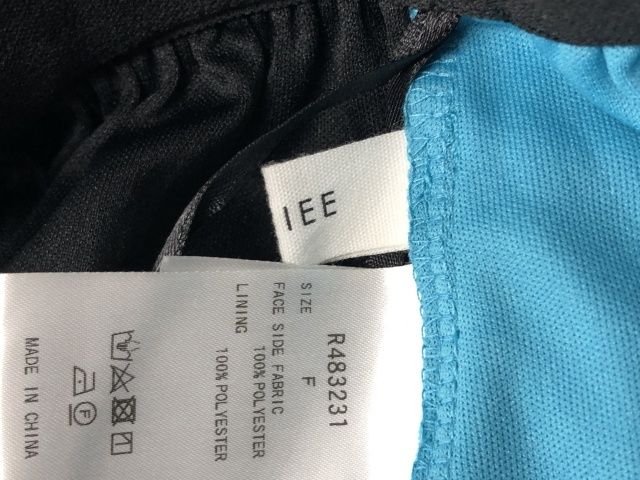 IEE
R483231
SIZE F
FACE SIDE FABRIC
100% POLYESTER
LINING
100% POLYESTER
F
MADE IN CHINA